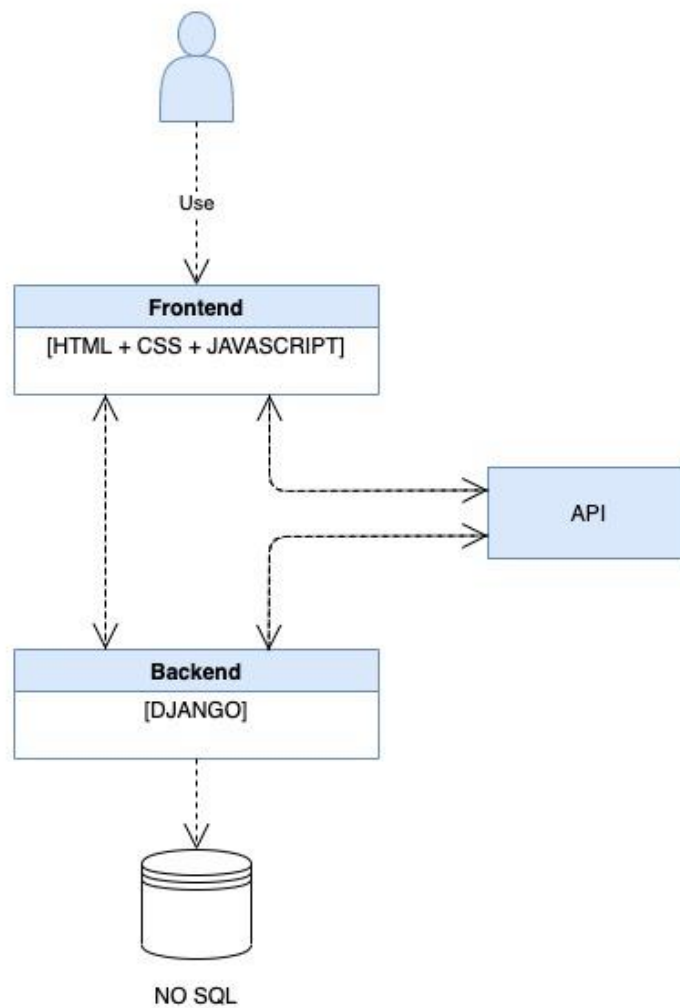 Use
Frontend
[HTML + CSS + JAVASCRIPT]
API
Backend
[DJANGO]
NO SQL